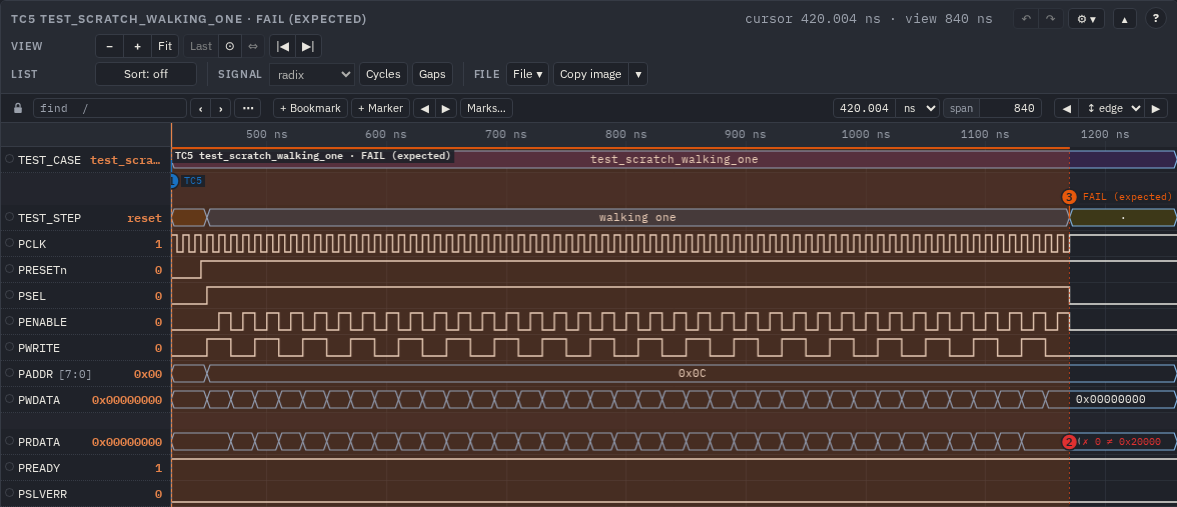 TC5 TEST_SCRATCH_WALKING_ONE · FAIL (EXPECTED) cursor 420.004 ns · view 840 ns ↶ ↷ ⚙ ▾ ▲ ?
VIEW − + Fit Last ⊙ ⇔ |◀ ▶|
LIST Sort: off SIGNAL radix Cycles Gaps FILE File ▾ Copy image ▾
find / ‹ › ⋯ + Bookmark + Marker ◀ ▶ Marks… 420.004 ns span 840 ◀ ↕ edge ▶
500 ns 600 ns 700 ns 800 ns 900 ns 1000 ns 1100 ns 1200 ns
TC5 test_scratch_walking_one · FAIL (expected)
TEST_CASE test_scra… test_scratch_walking_one
TC5
3 FAIL (expected)
TEST_STEP reset walking one ·
PCLK 1
PRESETn 0
PSEL 0
PENABLE 0
PWRITE 0
PADDR [7:0] 0x00 0x0C
PWDATA 0x00000000 0x00000000
PRDATA 0x00000000 2 ✗ 0 ≠ 0x20000
PREADY 1
PSLVERR 0